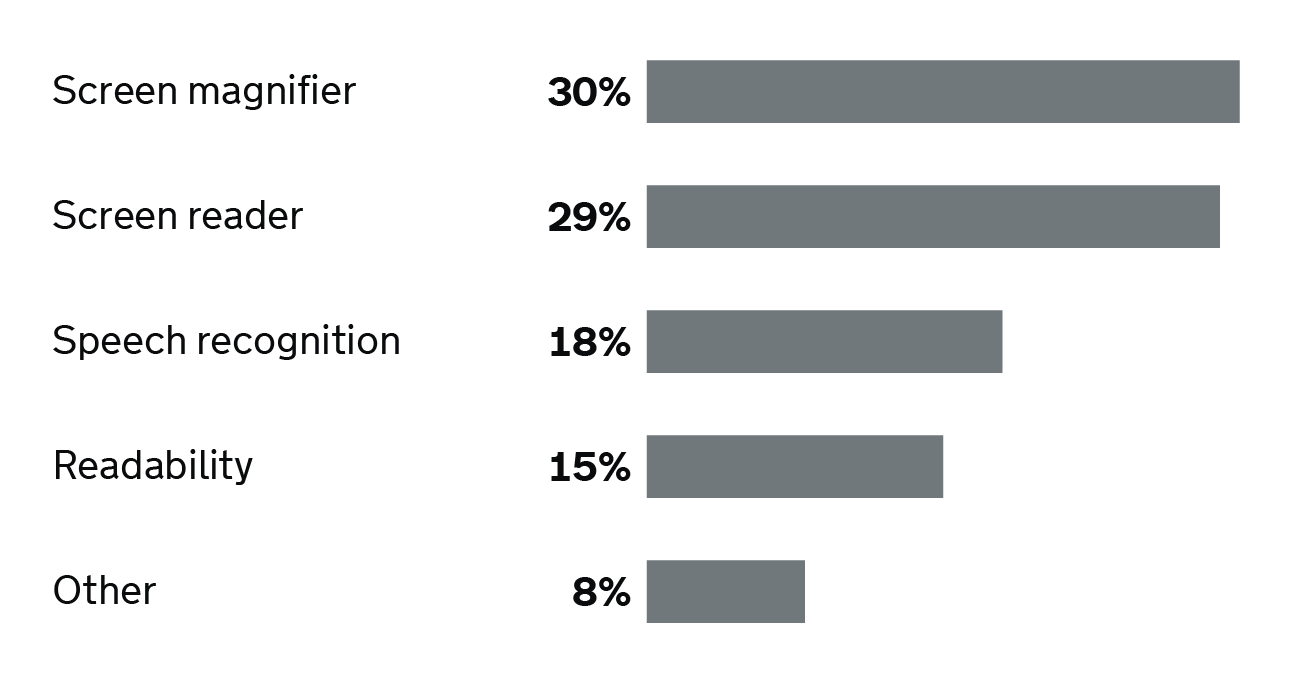 Screen magnifier 30%
Screen reader 29%
Speech recognition 18%
Readability 15%
Other 8%